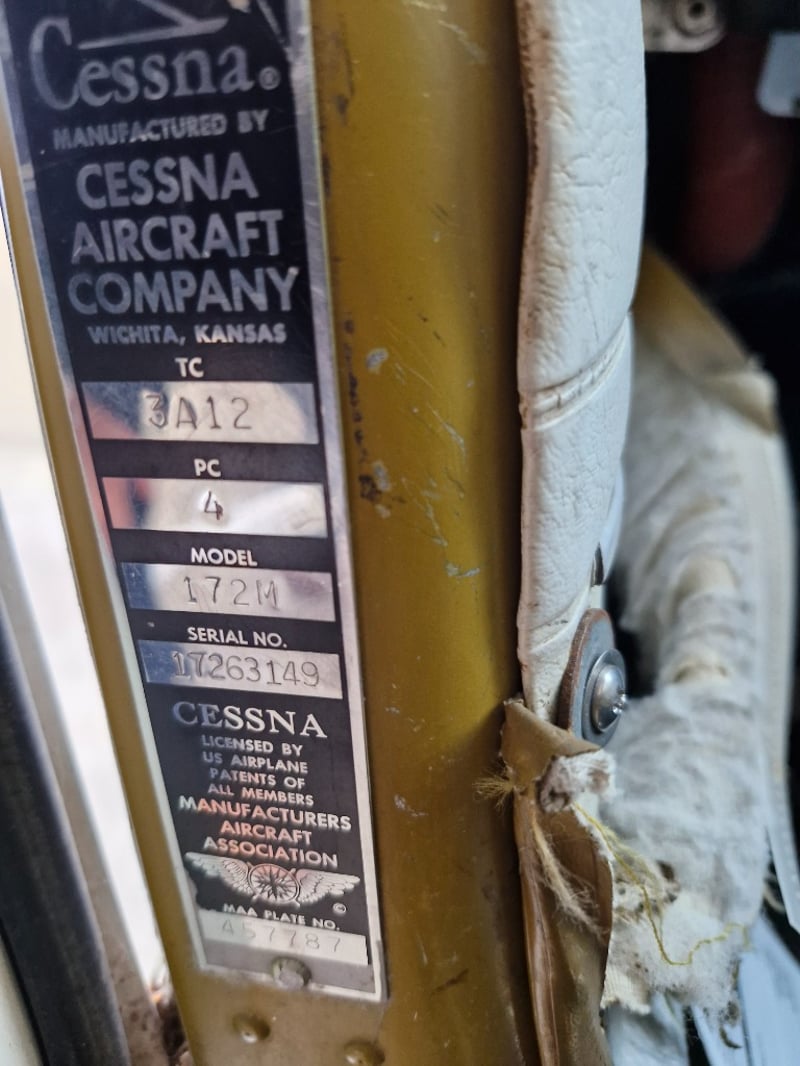 Cessna®
MANUFACTURED BY
CESSNA
AIRCRAFT
COMPANY
WICHITA, KANSAS
TC
3A12
PC
4
MODEL
172M
SERIAL NO.
17263149
CESSNA
LICENSED BY
US AIRPLANE
PATENTS OF
ALL MEMBERS
MANUFACTURERS
AIRCRAFT
ASSOCIATION
MAA PLATE NO.
457787